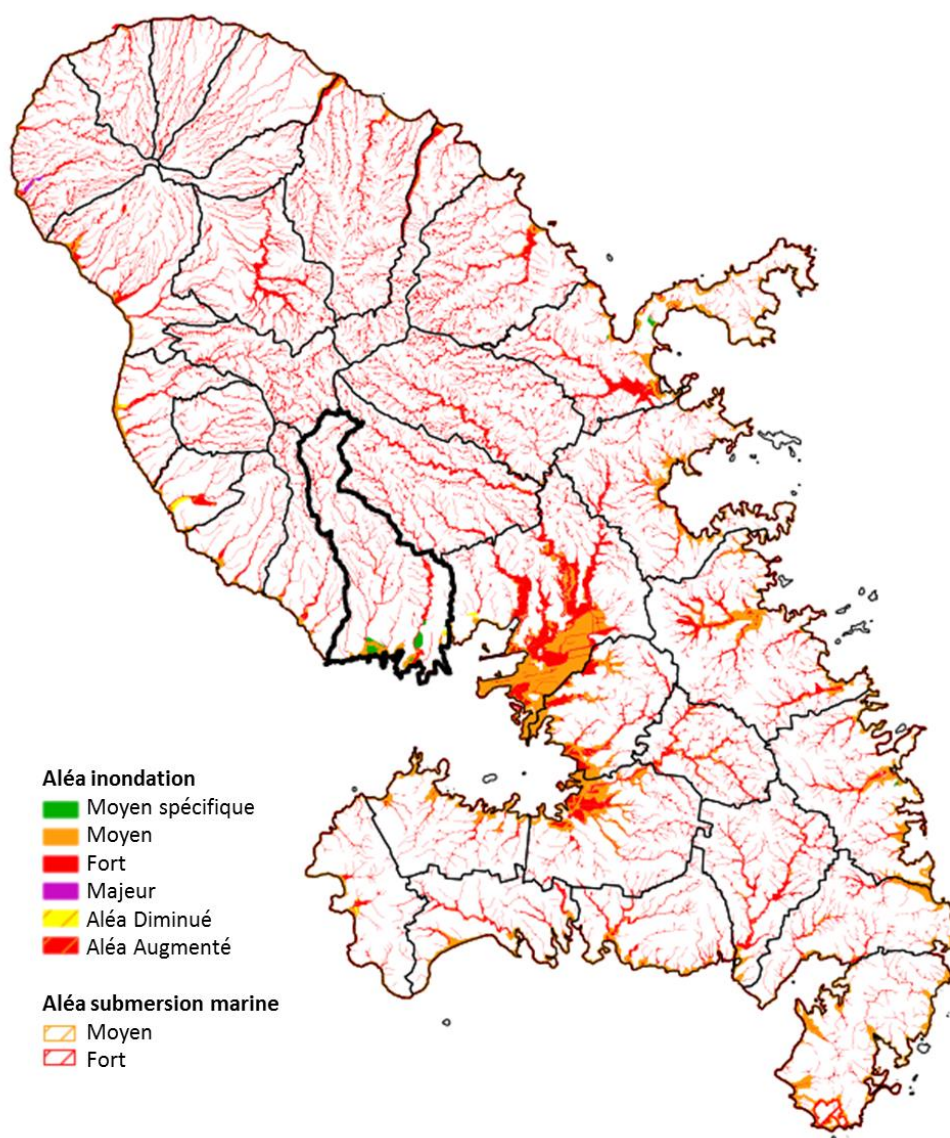 Aléa inondation
Moyen spécifique
Moyen
Fort
Majeur
Aléa Diminué
Aléa Augmenté
Aléa submersion marine
Moyen
Fort